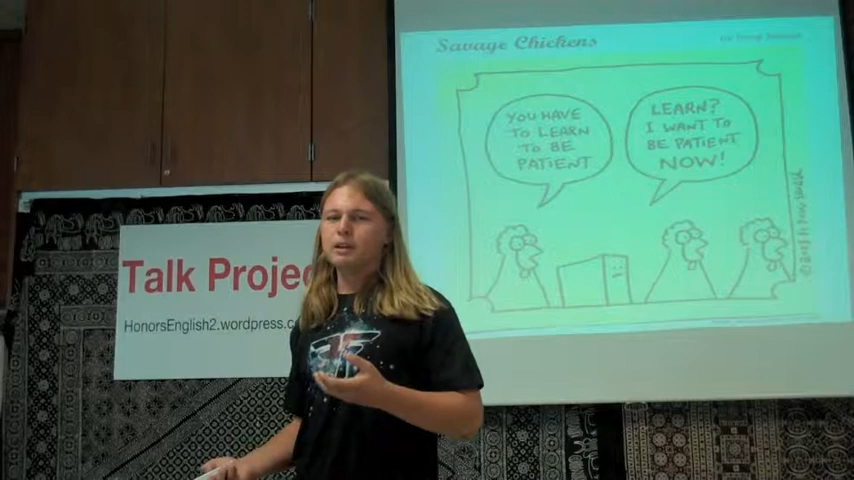 Savage Chickens
YOU HAVE
TO LEARN
TO BE
PATIENT
LEARN?
I WANT TO
BE PATIENT
NOW!
Talk Projec
HonorsEnglish2.wordpress.c